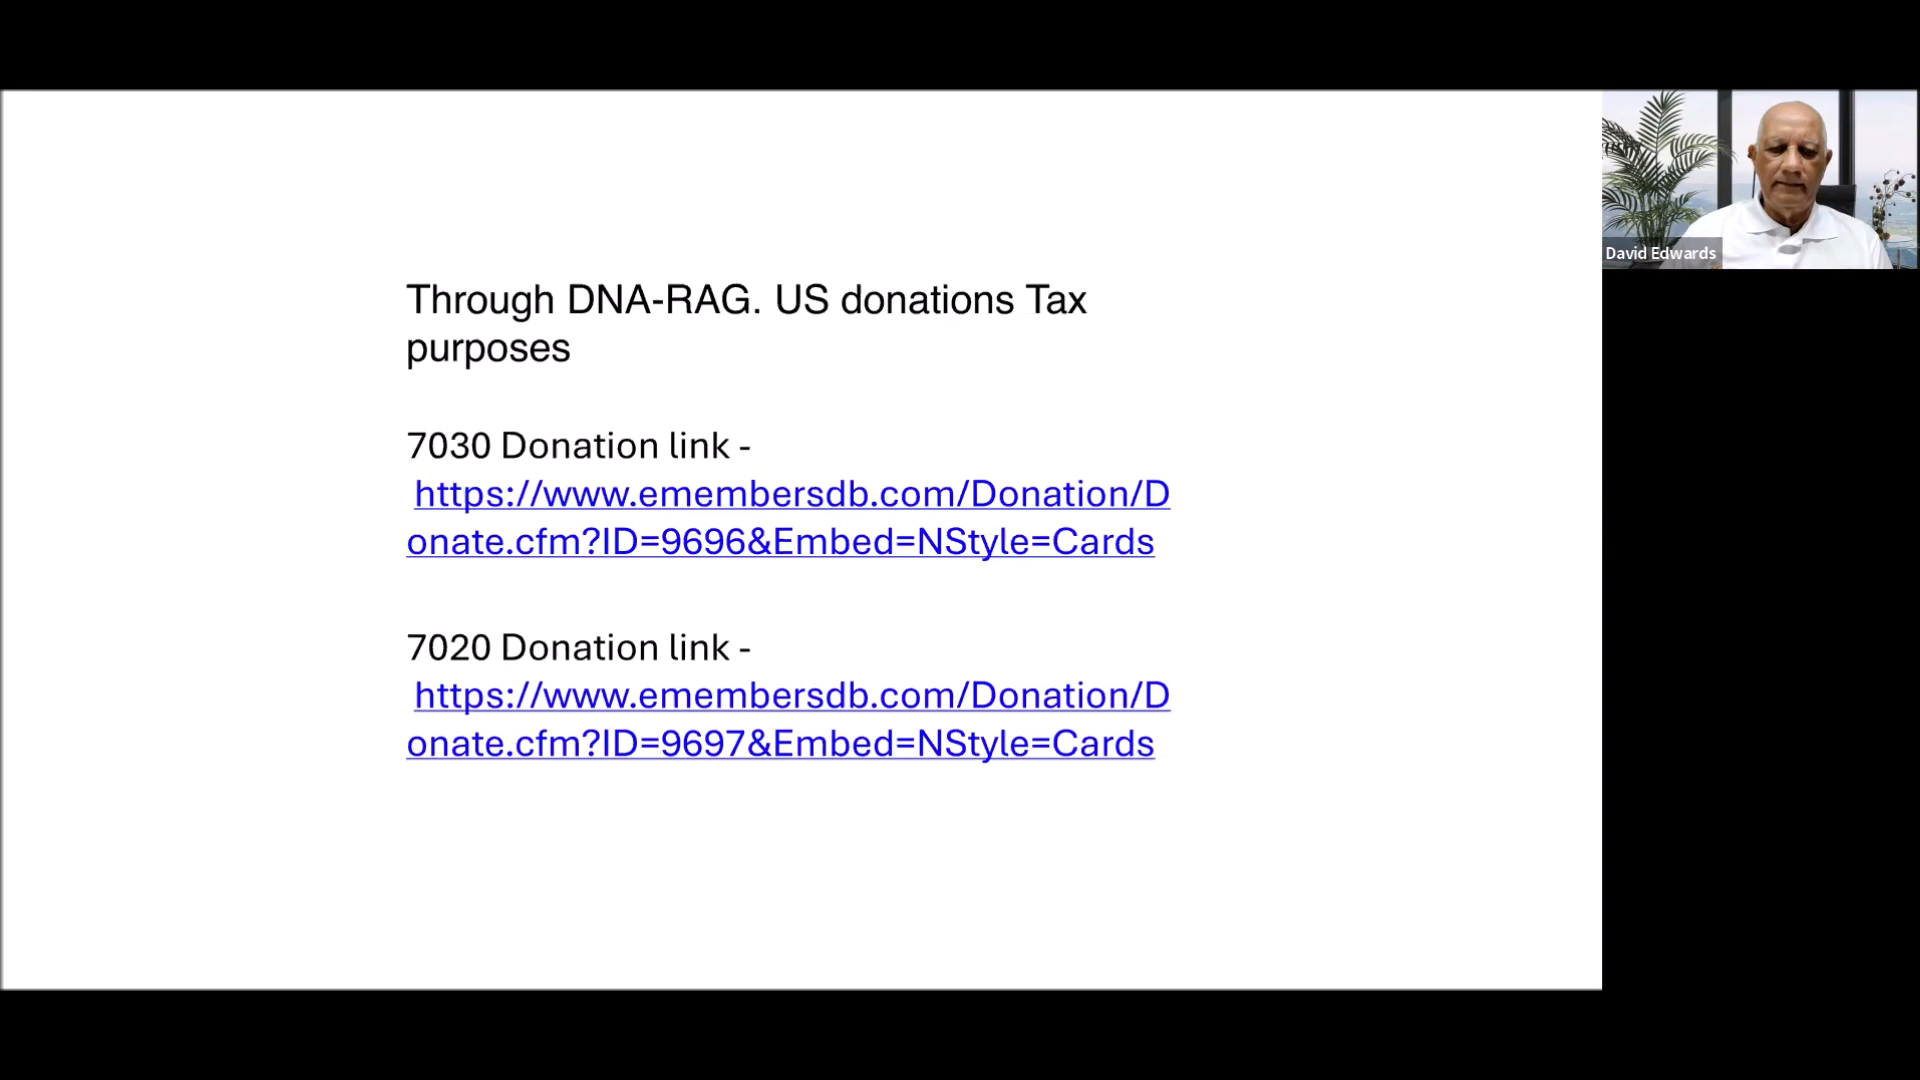 Through DNA-RAG. US donations Tax
purposes
7030 Donation link -
https://www.emembersdb.com/Donation/D
onate.cfm?ID=9696&Embed=NStyle=Cards
7020 Donation link -
https://www.emembersdb.com/Donation/D
onate.cfm?ID=9697&Embed=NStyle=Cards
David Edwards